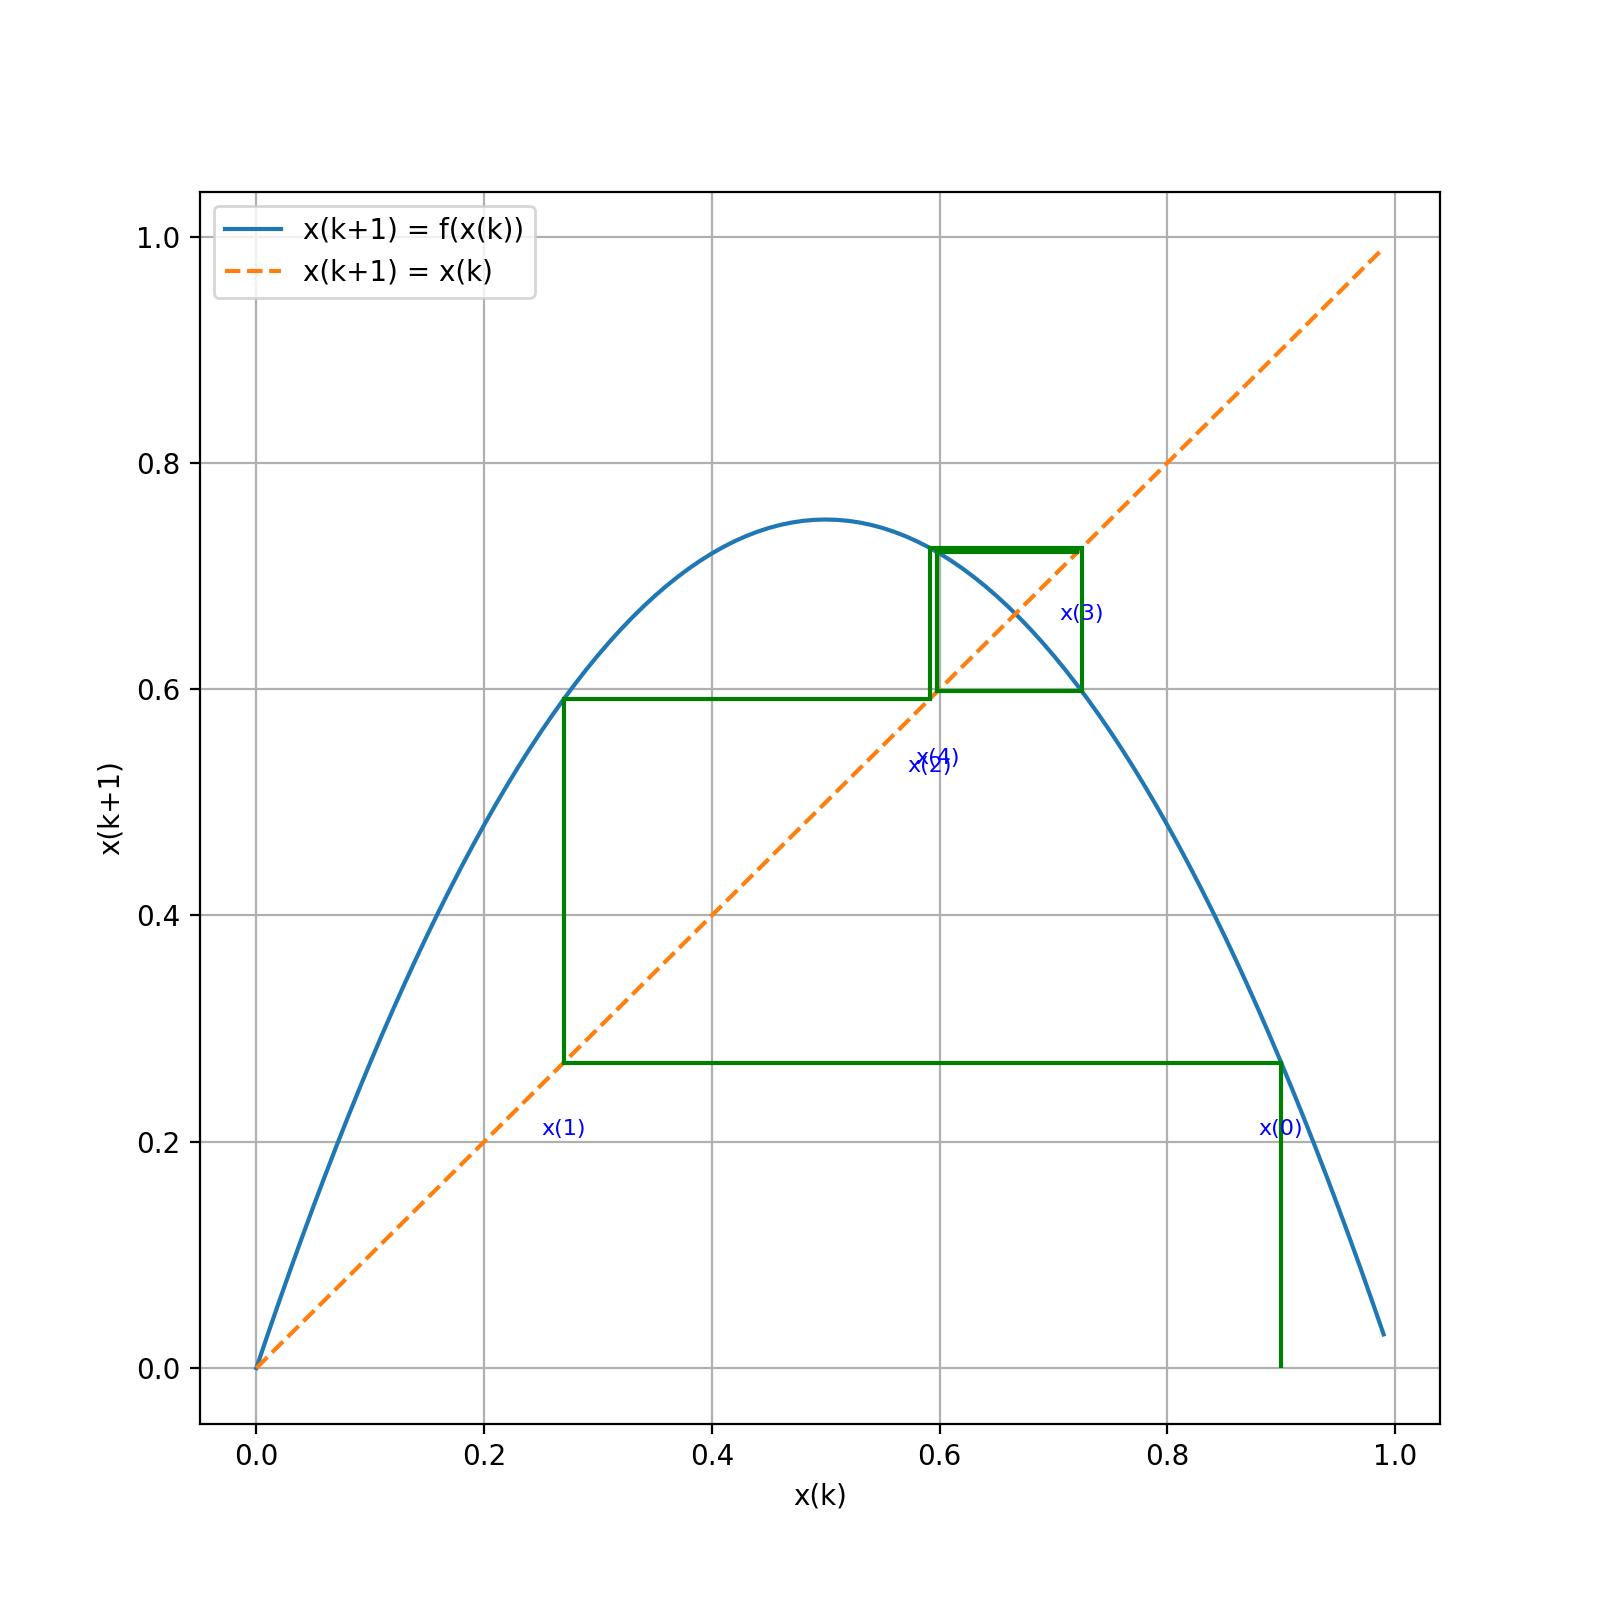 x(k+1) = f(x(k))
x(k+1) = x(k)
1.0
0.8
0.6
0.4
0.2
0.0
x(k+1)
x(3)
x(4)
x(2)
x(1)
x(0)
0.0 0.2 0.4 0.6 0.8 1.0
x(k)